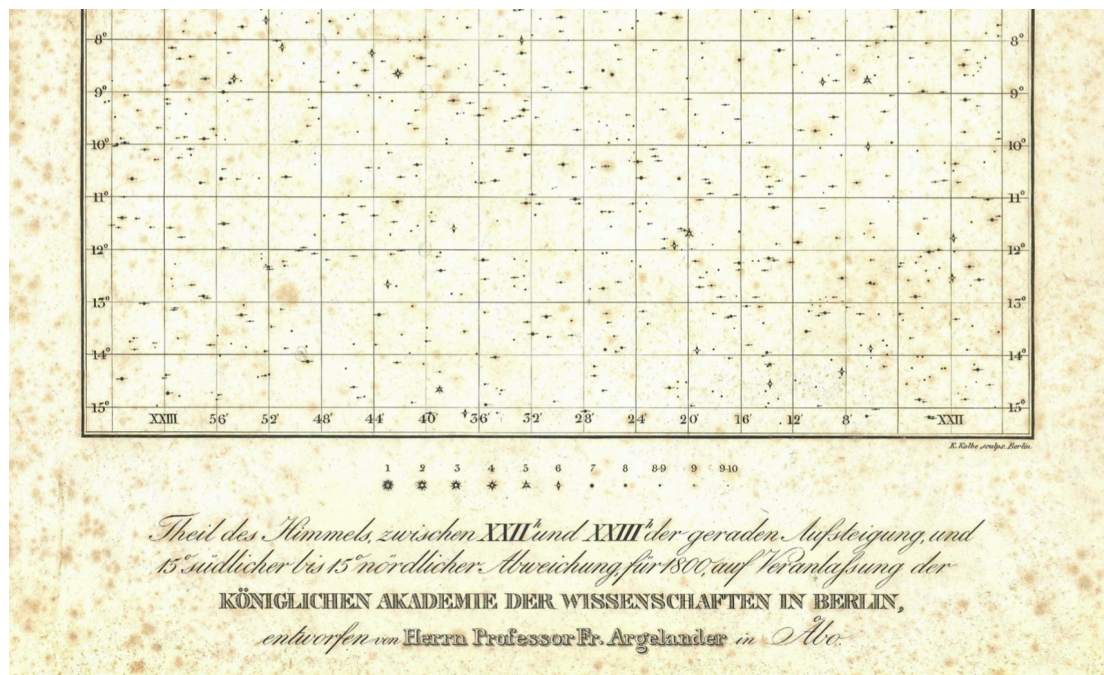 8° 8°
9° 9°
10° 10°
11° 11°
12° 12°
13° 13°
14° 14°
15° 15°
XXIII 56' 52 48' 44 40 36 32 28' 24 20 16 12' 8' XXII
K. Kolbe sculps. Berlin.
1 2 3 4 5 6 7 8 8·9 9 9·10
Theil des Himmels, zwischen XXIIʰ und XXIIIʰ der geraden Aufsteigung, und
15° südlicher bis 15° nördlicher Abweichung, für 1800, auf Veranlaſsung der
KÖNIGLICHEN AKADEMIE DER WISSENSCHAFTEN IN BERLIN,
entworfen von Herrn Professor Fr. Argelander in Åbo.